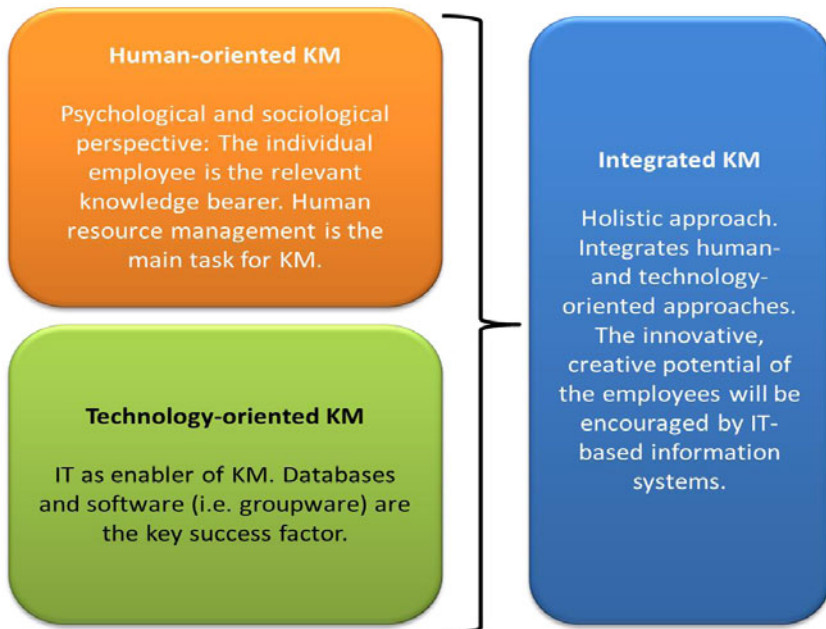 Human-oriented KM
Psychological and sociological
perspective: The individual
employee is the relevant
knowledge bearer. Human
resource management is the
main task for KM.
Technology-oriented KM
IT as enabler of KM. Databases
and software (i.e. groupware) are
the key success factor.
Integrated KM
Holistic approach.
Integrates human-
and technology-
oriented approaches.
The innovative,
creative potential of
the employees will be
encouraged by IT-
based information
systems.